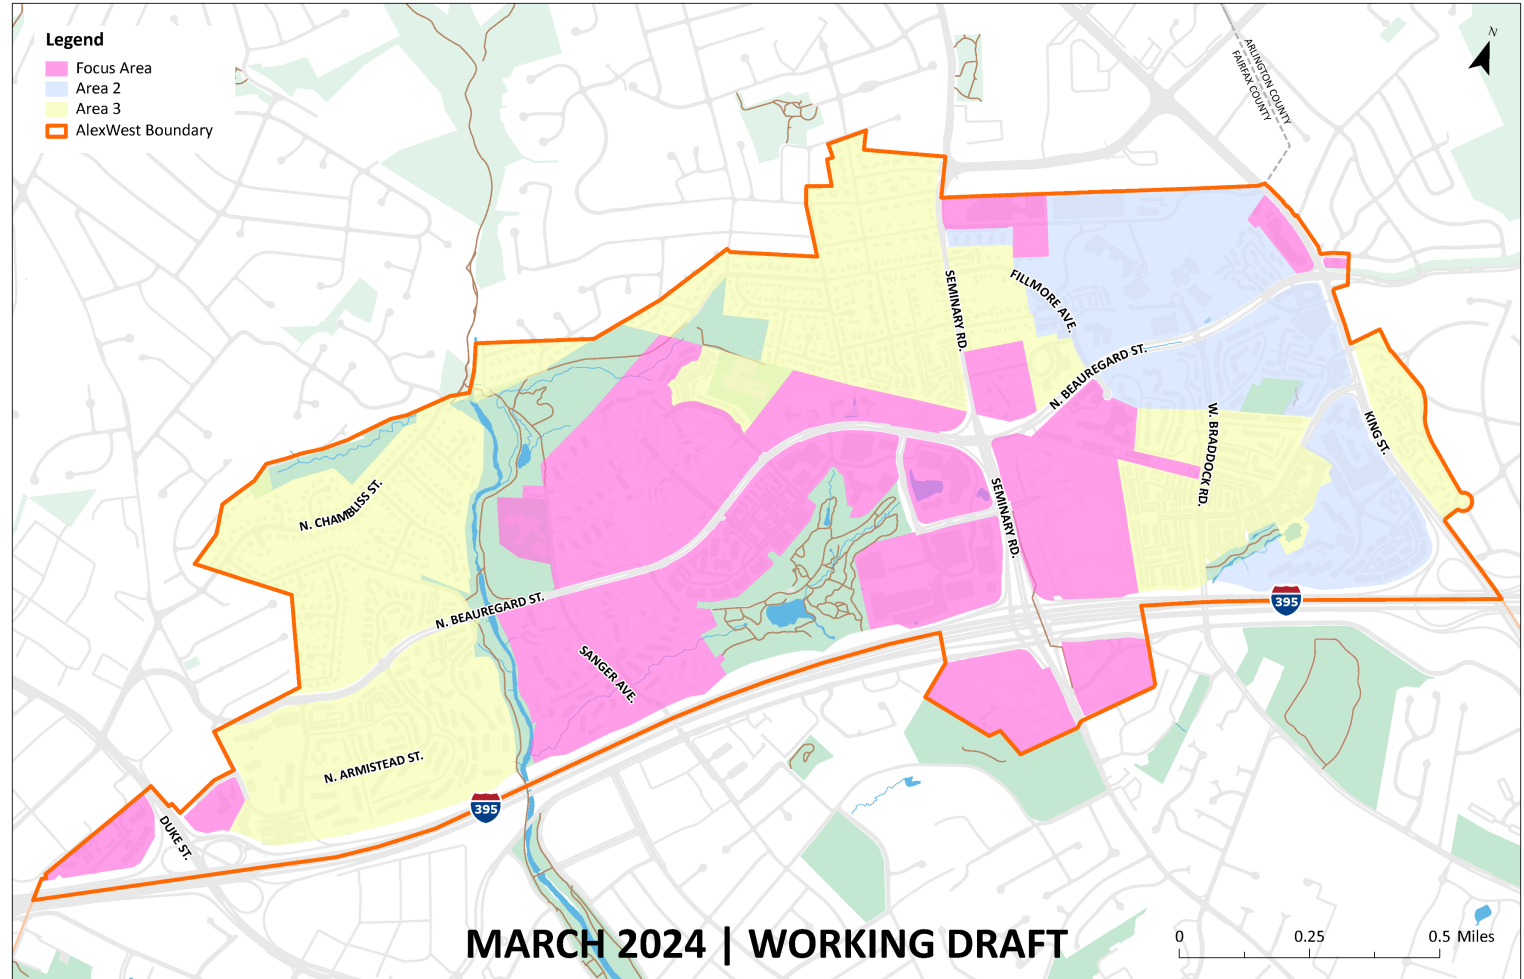 Legend
Focus Area
Area 2
Area 3
AlexWest Boundary
N
ARLINGTON COUNTY
FAIRFAX COUNTY
SEMINARY RD.
FILLMORE AVE.
N. BEAUREGARD ST.
W. BRADDOCK RD.
KING ST.
N. CHAMBLISS ST.
SEMINARY RD.
N. BEAUREGARD ST.
395
SANGER AVE.
N. ARMISTEAD ST.
395
DUKE ST.
MARCH 2024 | WORKING DRAFT
0 0.25 0.5 Miles